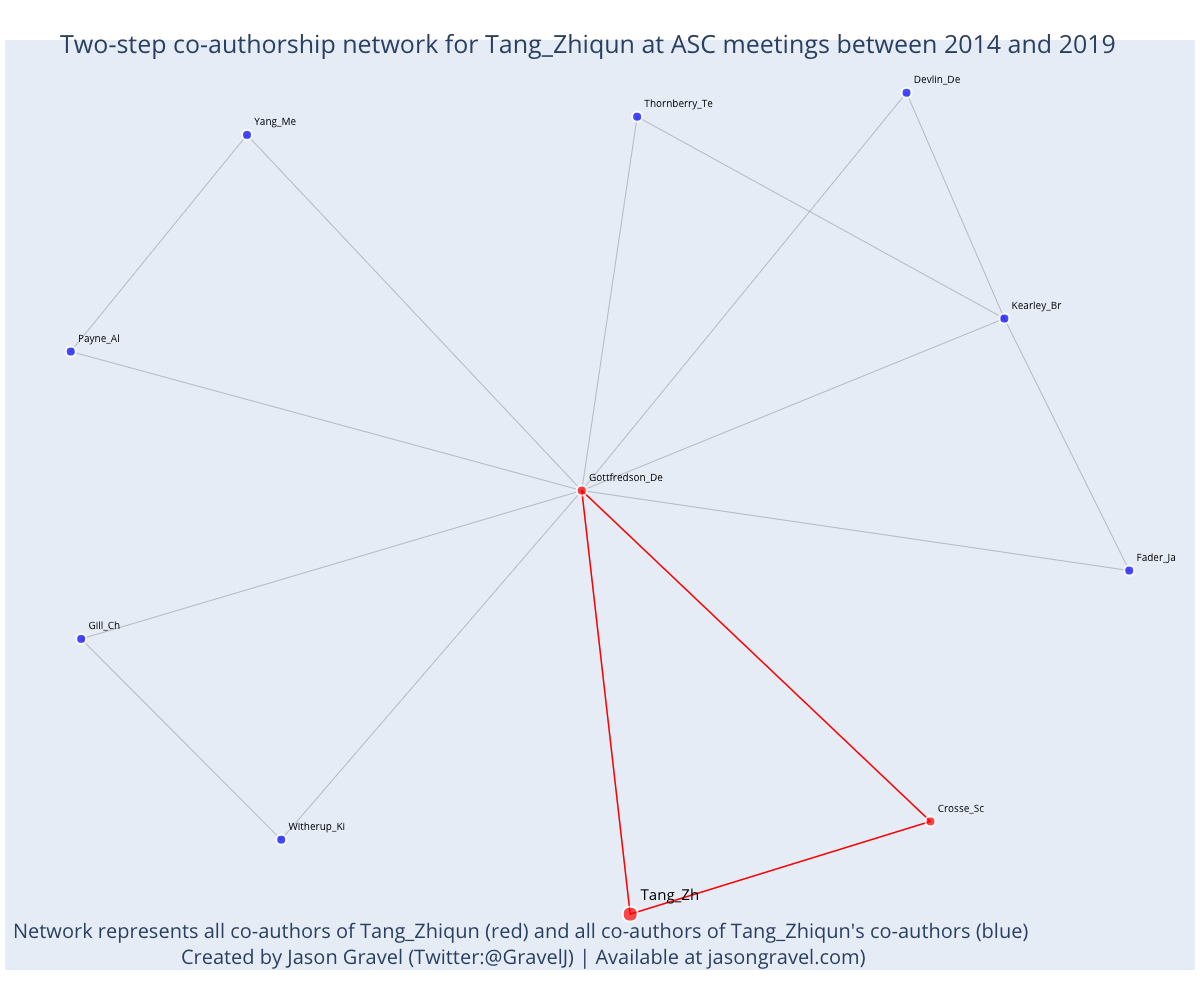 Two-step co-authorship network for Tang_Zhiqun at ASC meetings between 2014 and 2019
Devlin_De
Thornberry_Te
Yang_Me
Kearley_Br
Payne_Al
Gottfredson_De
Fader_Ja
Gill_Ch
Crosse_Sc
Witherup_Ki
Tang_Zh
Network represents all co-authors of Tang_Zhiqun (red) and all co-authors of Tang_Zhiqun's co-authors (blue)
Created by Jason Gravel (Twitter:@GravelJ) | Available at jasongravel.com)